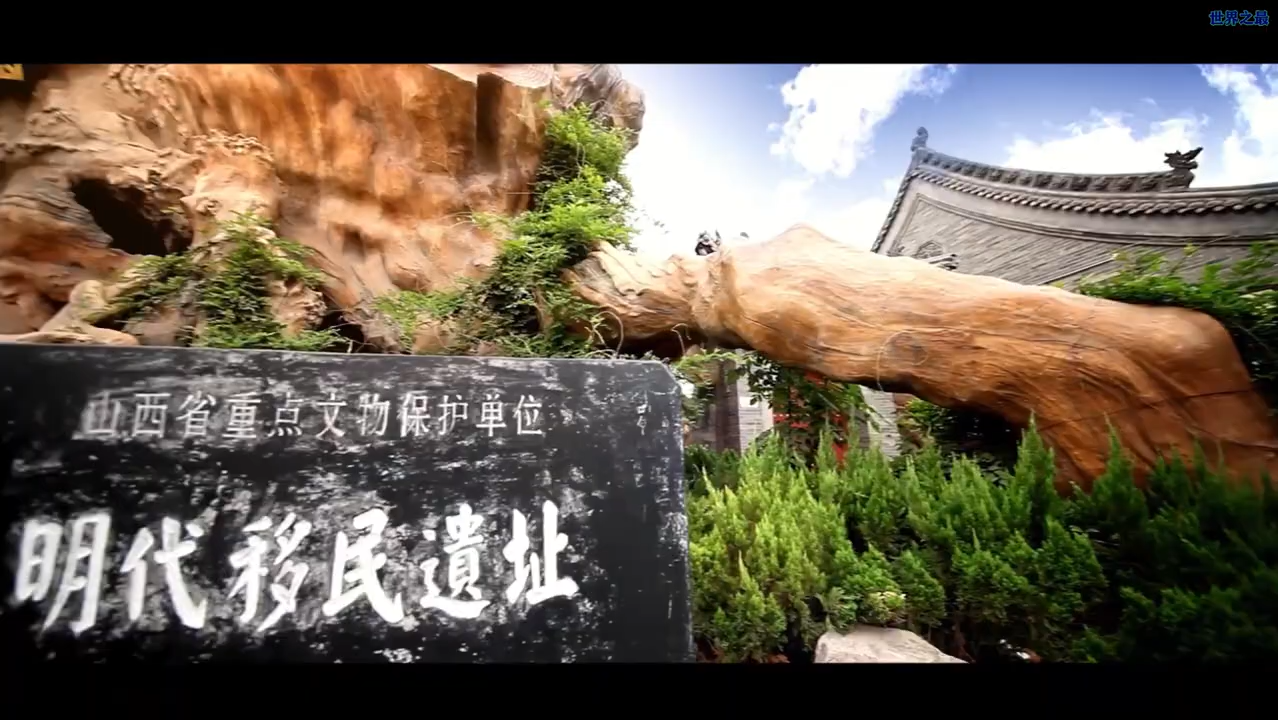 世界之最
山西省重点文物保护单位
明代移民遺址